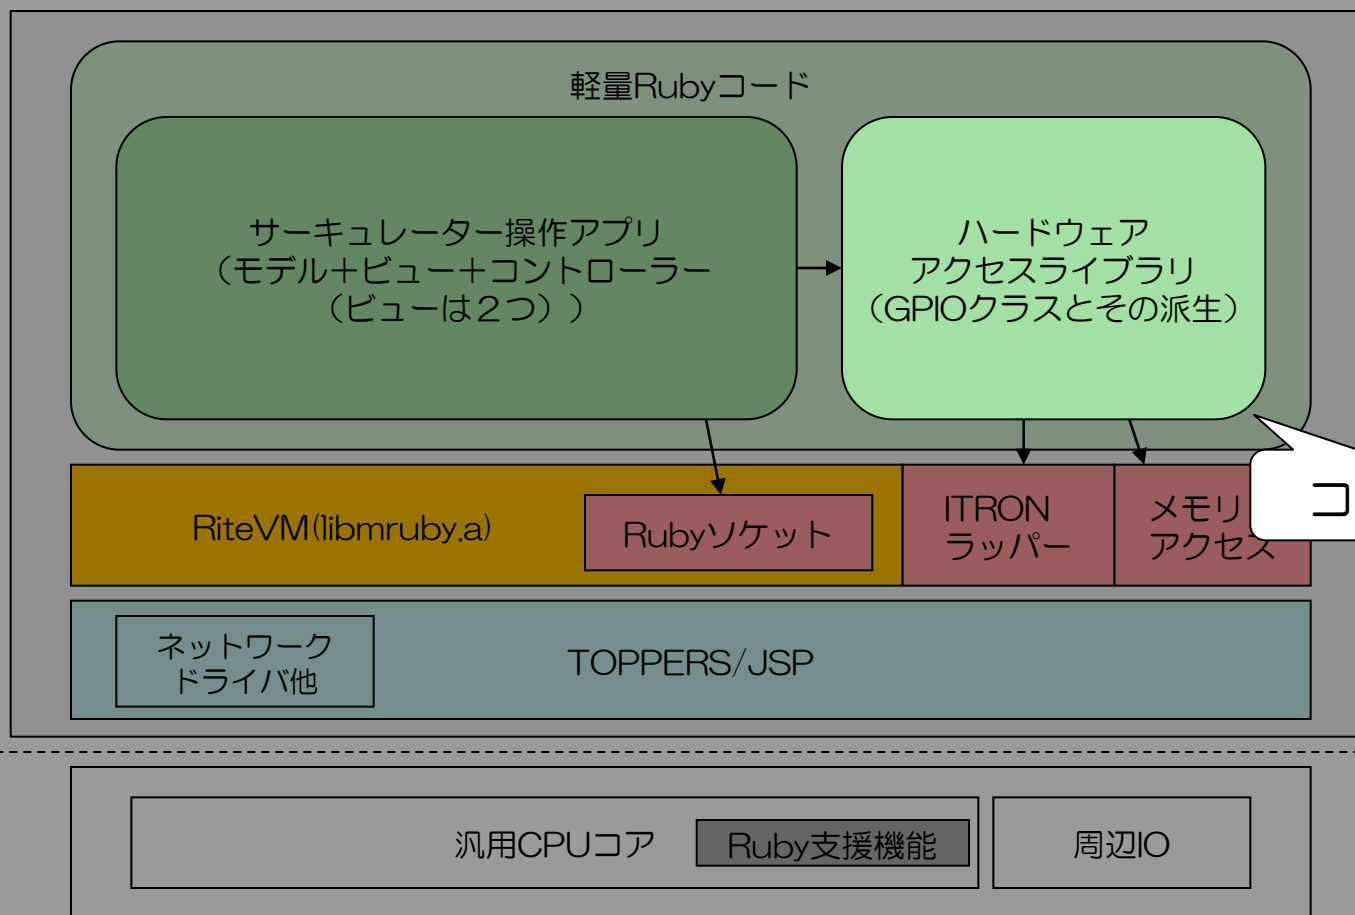 軽量Rubyコード
サーキュレーター操作アプリ
（モデル＋ビュー＋コントローラー
（ビューは２つ））
ハードウェア
アクセスライブラリ
（GPIOクラスとその派生）
RiteVM(libmruby.a)
Rubyソケット
ITRON
ラッパー
メモリ
アクセス
コ
ネットワーク
ドライバ他
TOPPERS/JSP
汎用CPUコア
Ruby支援機能
周辺IO